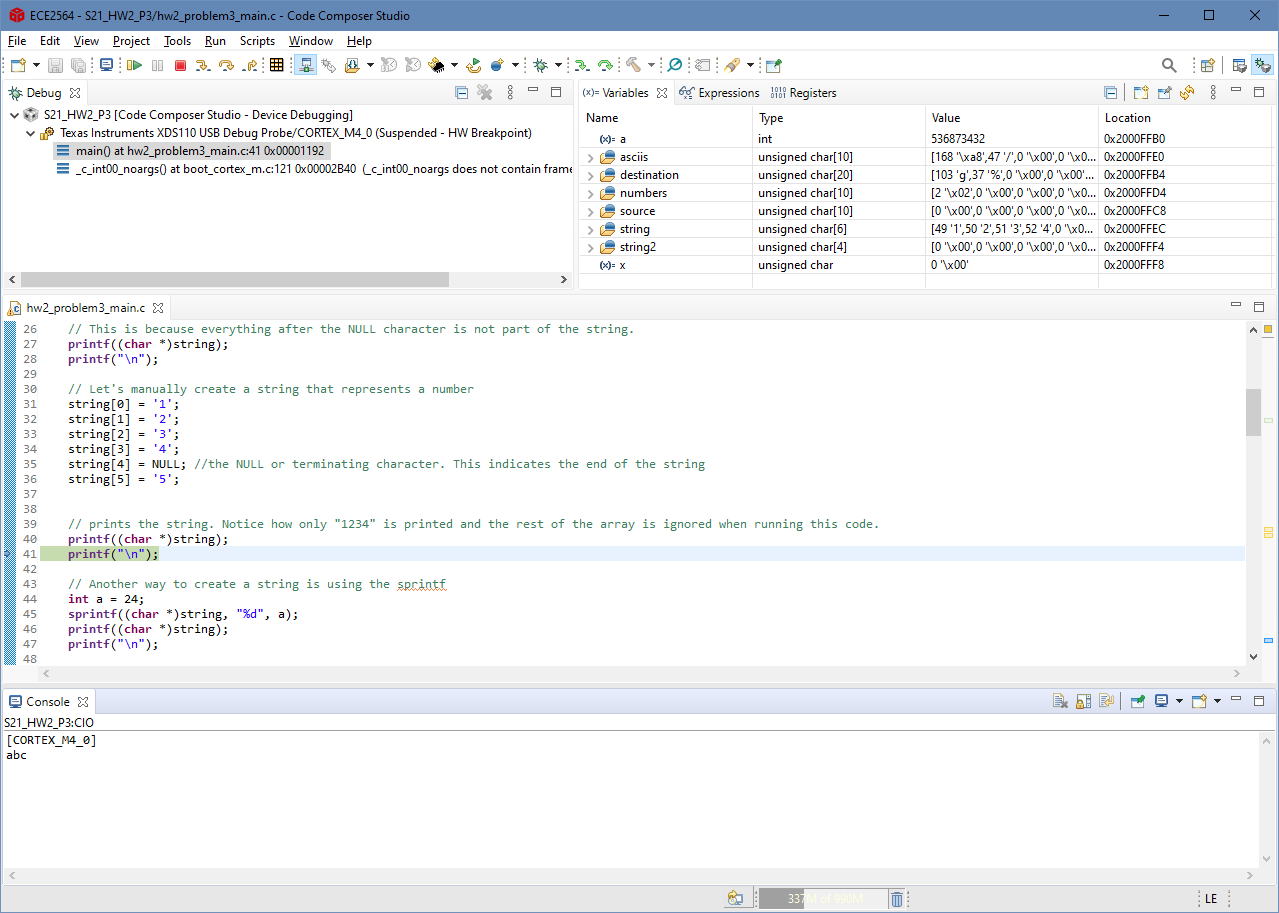 ECE2564 - S21_HW2_P3/hw2_problem3_main.c - Code Composer Studio
File Edit View Project Tools Run Scripts Window Help
Debug
S21_HW2_P3 [Code Composer Studio - Device Debugging]
Texas Instruments XDS110 USB Debug Probe/CORTEX_M4_0 (Suspended - HW Breakpoint)
main() at hw2_problem3_main.c:41 0x00001192
_c_int00_noargs() at boot_cortex_m.c:121 0x00002B40 (_c_int00_noargs does not contain frame
(x)= Variables Expressions 1010 0101 Registers
Name Type Value Location
(x)= a int 536873432 0x2000FFB0
asciis unsigned char[10] [168 '\xa8',47 '/',0 '\x00',0 '\x0... 0x2000FFE0
destination unsigned char[20] [103 'g',37 '%',0 '\x00',0 '\x00'... 0x2000FFB4
numbers unsigned char[10] [2 '\x02',0 '\x00',0 '\x00',0 '\x0... 0x2000FFD4
source unsigned char[10] [0 '\x00',0 '\x00',0 '\x00',0 '\x0... 0x2000FFC8
string unsigned char[6] [49 '1',50 '2',51 '3',52 '4',0 '\x0... 0x2000FFEC
string2 unsigned char[4] [0 '\x00',0 '\x00',0 '\x00',0 '\x0... 0x2000FFF4
(x)= x unsigned char 0 '\x00' 0x2000FFF8
hw2_problem3_main.c
26 // This is because everything after the NULL character is not part of the string.
27 printf((char *)string);
28 printf("\n");
29
30 // Let's manually create a string that represents a number
31 string[0] = '1';
32 string[1] = '2';
33 string[2] = '3';
34 string[3] = '4';
35 string[4] = NULL; //the NULL or terminating character. This indicates the end of the string
36 string[5] = '5';
37
38
39 // prints the string. Notice how only "1234" is printed and the rest of the array is ignored when running this code.
40 printf((char *)string);
41 printf("\n");
42
43 // Another way to create a string is using the sprintf
44 int a = 24;
45 sprintf((char *)string, "%d", a);
46 printf((char *)string);
47 printf("\n");
48
Console
S21_HW2_P3:CIO
[CORTEX_M4_0]
abc
337M of 990M
LE